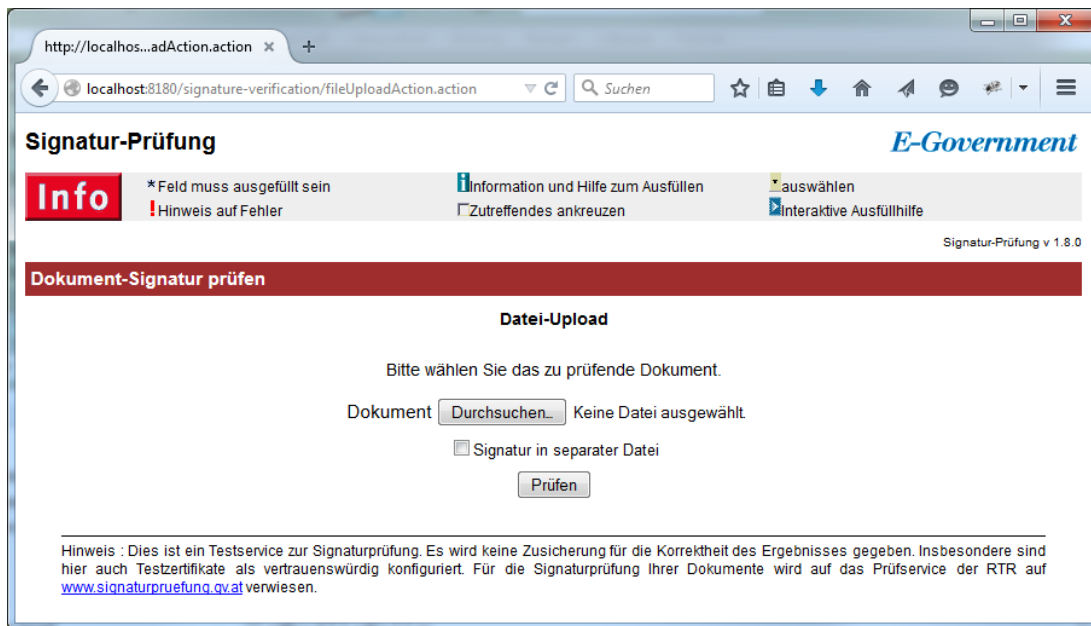 http://localhos...adAction.action
localhost:8180/signature-verification/fileUploadAction.action
Suchen
Signatur-Prüfung
E-Government
Info
*Feld muss ausgefüllt sein
Information und Hilfe zum Ausfüllen
auswählen
!Hinweis auf Fehler
Zutreffendes ankreuzen
Interaktive Ausfüllhilfe
Signatur-Prüfung v 1.8.0
Dokument-Signatur prüfen
Datei-Upload
Bitte wählen Sie das zu prüfende Dokument.
Dokument Durchsuchen... Keine Datei ausgewählt.
Signatur in separater Datei
Prüfen
Hinweis : Dies ist ein Testservice zur Signaturprüfung. Es wird keine Zusicherung für die Korrektheit des Ergebnisses gegeben. Insbesondere sind
hier auch Testzertifikate als vertrauenswürdig konfiguriert. Für die Signaturprüfung Ihrer Dokumente wird auf das Prüfservice der RTR auf
www.signaturpruefung.gv.at verwiesen.